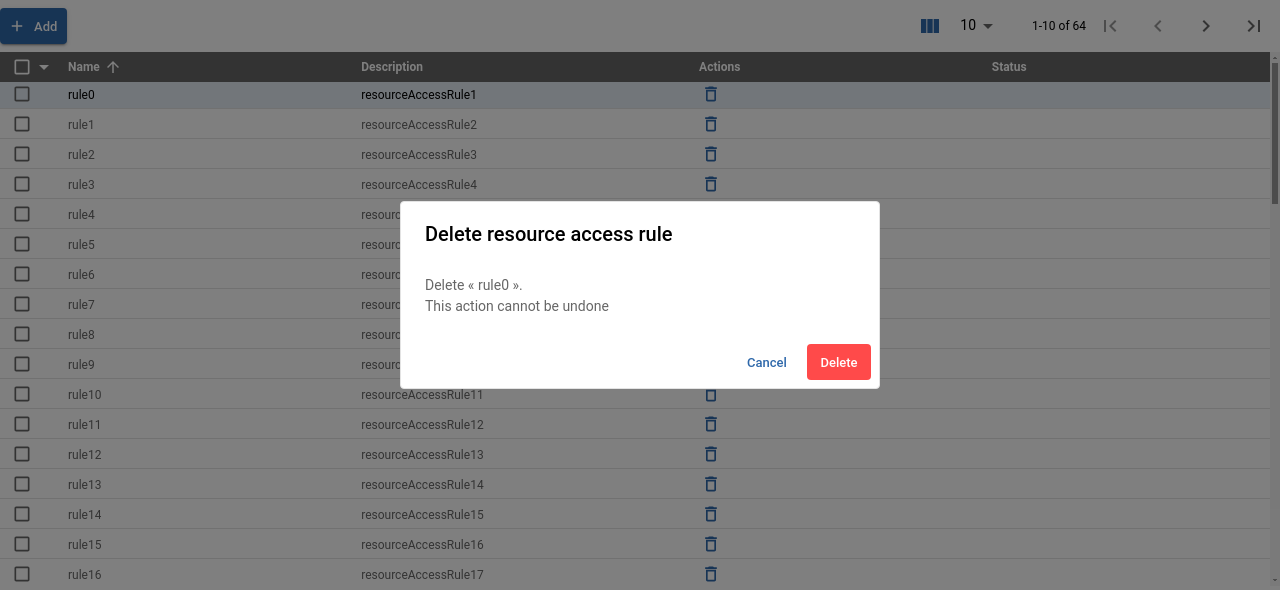 Add
10
1-10 of 64
Name Description Actions Status
rule0 resourceAccessRule1
rule1 resourceAccessRule2
rule2 resourceAccessRule3
rule3 resourceAccessRule4
rule4 resourc
rule5 resourc
rule6 resourc
rule7 resourc
rule8 resourc
rule9 resourc
Delete resource access rule
Delete « rule0 ».
This action cannot be undone
Cancel Delete
rule10 resourceAccessRule11
rule11 resourceAccessRule12
rule12 resourceAccessRule13
rule13 resourceAccessRule14
rule14 resourceAccessRule15
rule15 resourceAccessRule16
rule16 resourceAccessRule17